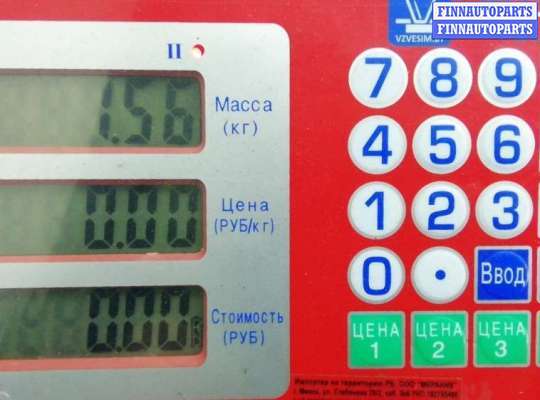 FINNAUTOPARTS
FINNAUTOPARTS
VZVESIM.BY
II
1.56
Масса
(кг)
0.00
Цена
(РУБ/кг)
0.00
Стоимость
(РУБ)
7 8 9
4 5 6
1 2 3
0 . Ввод
ЦЕНА 1
ЦЕНА 2
ЦЕНА 3